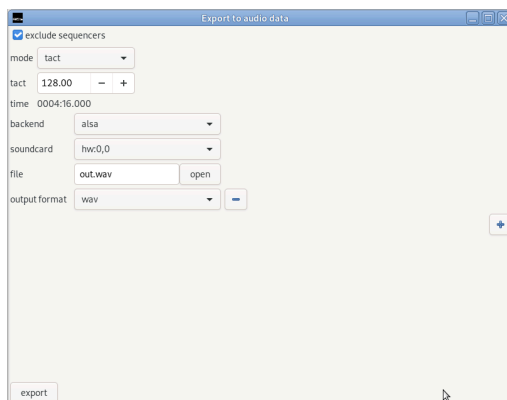 Export to audio data
exclude sequencers
mode tact
tact 128.00
time 0004:16.000
backend alsa
soundcard hw:0,0
file out.wav open
output format wav
export